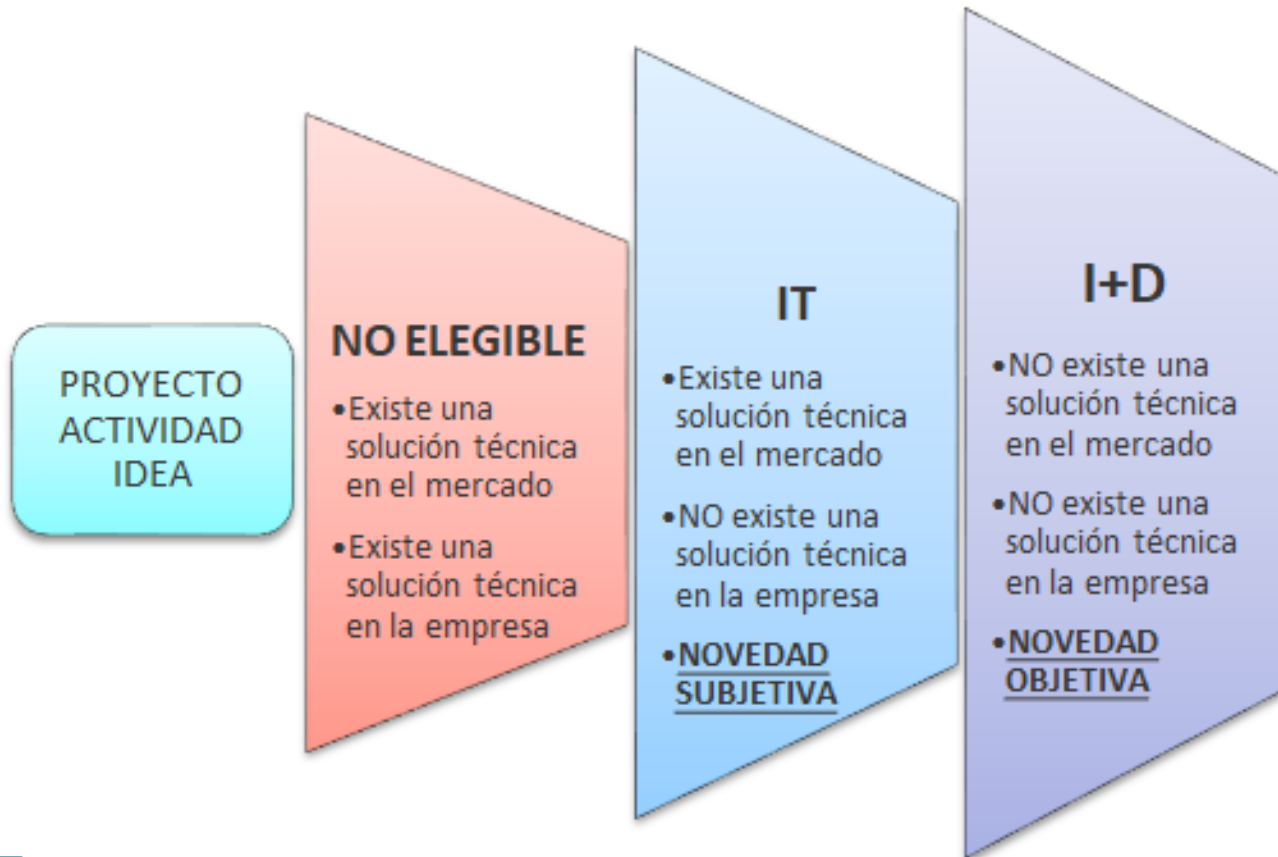 PROYECTO
ACTIVIDAD
IDEA
NO ELEGIBLE
•Existe una
solución técnica
en el mercado
•Existe una
solución técnica
en la empresa
IT
•Existe una
solución técnica
en el mercado
•NO existe una
solución técnica
en la empresa
•NOVEDAD
SUBJETIVA
I+D
•NO existe una
solución técnica
en el mercado
•NO existe una
solución técnica
en la empresa
•NOVEDAD
OBJETIVA